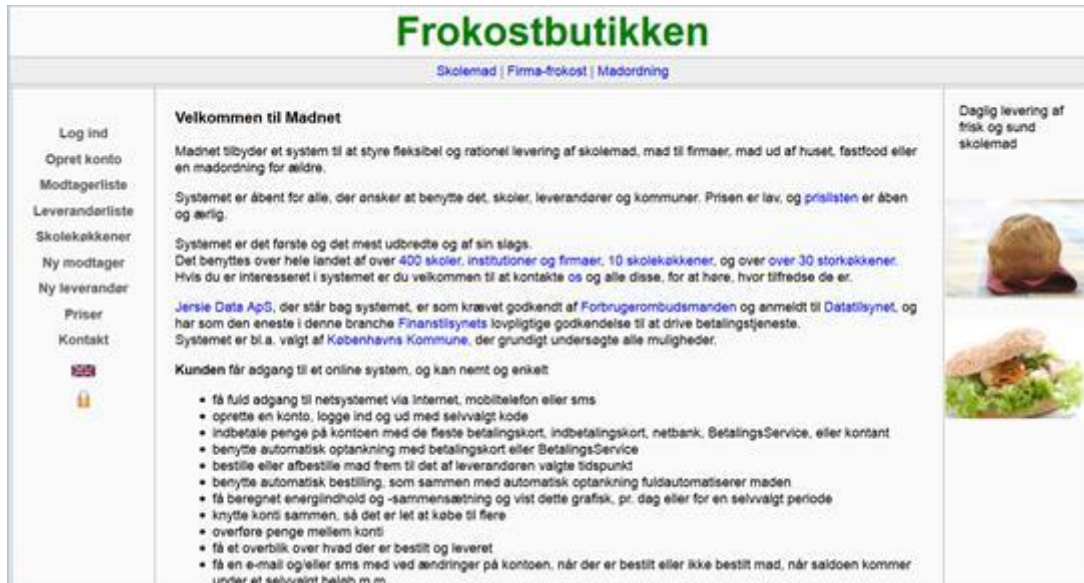 Frokostbutikken
Skolemad | Firma-frokost | Madordning
Log ind
Opret konto
Modtagerliste
Leverandørliste
Skolekøkkener
Ny modtager
Ny leverandør
Priser
Kontakt
Velkommen til Madnet
Madnet tilbyder et system til at styre fleksibel og rationel levering af skolemad, mad til firmaer, mad ud af huset, fastfood eller
en madordning for ældre.
Systemet er åbent for alle, der ønsker at benytte det, skoler, leverandører og kommuner. Prisen er lav, og prislisten er åben
og ærlig.
Systemet er det første og det mest udbredte og af sin slags.
Det benyttes over hele landet af over 400 skoler, institutioner og firmaer, 10 skolekøkkener, og over over 30 storkøkkener.
Hvis du er interesseret i systemet er du velkommen til at kontakte os og alle disse, for at høre, hvor tilfredse de er.
Jersie Data ApS, der står bag systemet, er som krævet godkendt af Forbrugerombudsmanden og anmeldt til Datatilsynet, og
har som den eneste i denne branche Finanstilsynets lovpligtige godkendelse til at drive betalingstjeneste.
Systemet er bl.a. valgt af Københavns Kommune, der grundigt undersøgte alle muligheder.
Kunden får adgang til et online system, og kan nemt og enkelt
• få fuld adgang til netsystemet via Internet, mobiltelefon eller sms
• oprette en konto, logge ind og ud med selvvalgt kode
• indbetale penge på kontoen med de fleste betalingskort, indbetalingskort, netbank, BetalingsService, eller kontant
• benytte automatisk optankning med betalingskort eller BetalingsService
• bestille eller afbestille mad frem til det af leverandøren valgte tidspunkt
• benytte automatisk bestilling, som sammen med automatisk optankning fuldautomatiserer maden
• få beregnet energiindhold og -sammensætning og vist dette grafisk, pr. dag eller for en selvvalgt periode
• knytte konti sammen, så det er let at købe til flere
• overføre penge mellem konti
• få et overblik over hvad der er bestilt og leveret
• få en e-mail og/eller sms med ved ændringer på kontoen, når der er bestilt eller ikke bestilt mad, når saldoen kommer
under et selvvalgt beløb m.m.
Daglig levering af
frisk og sund
skolemad